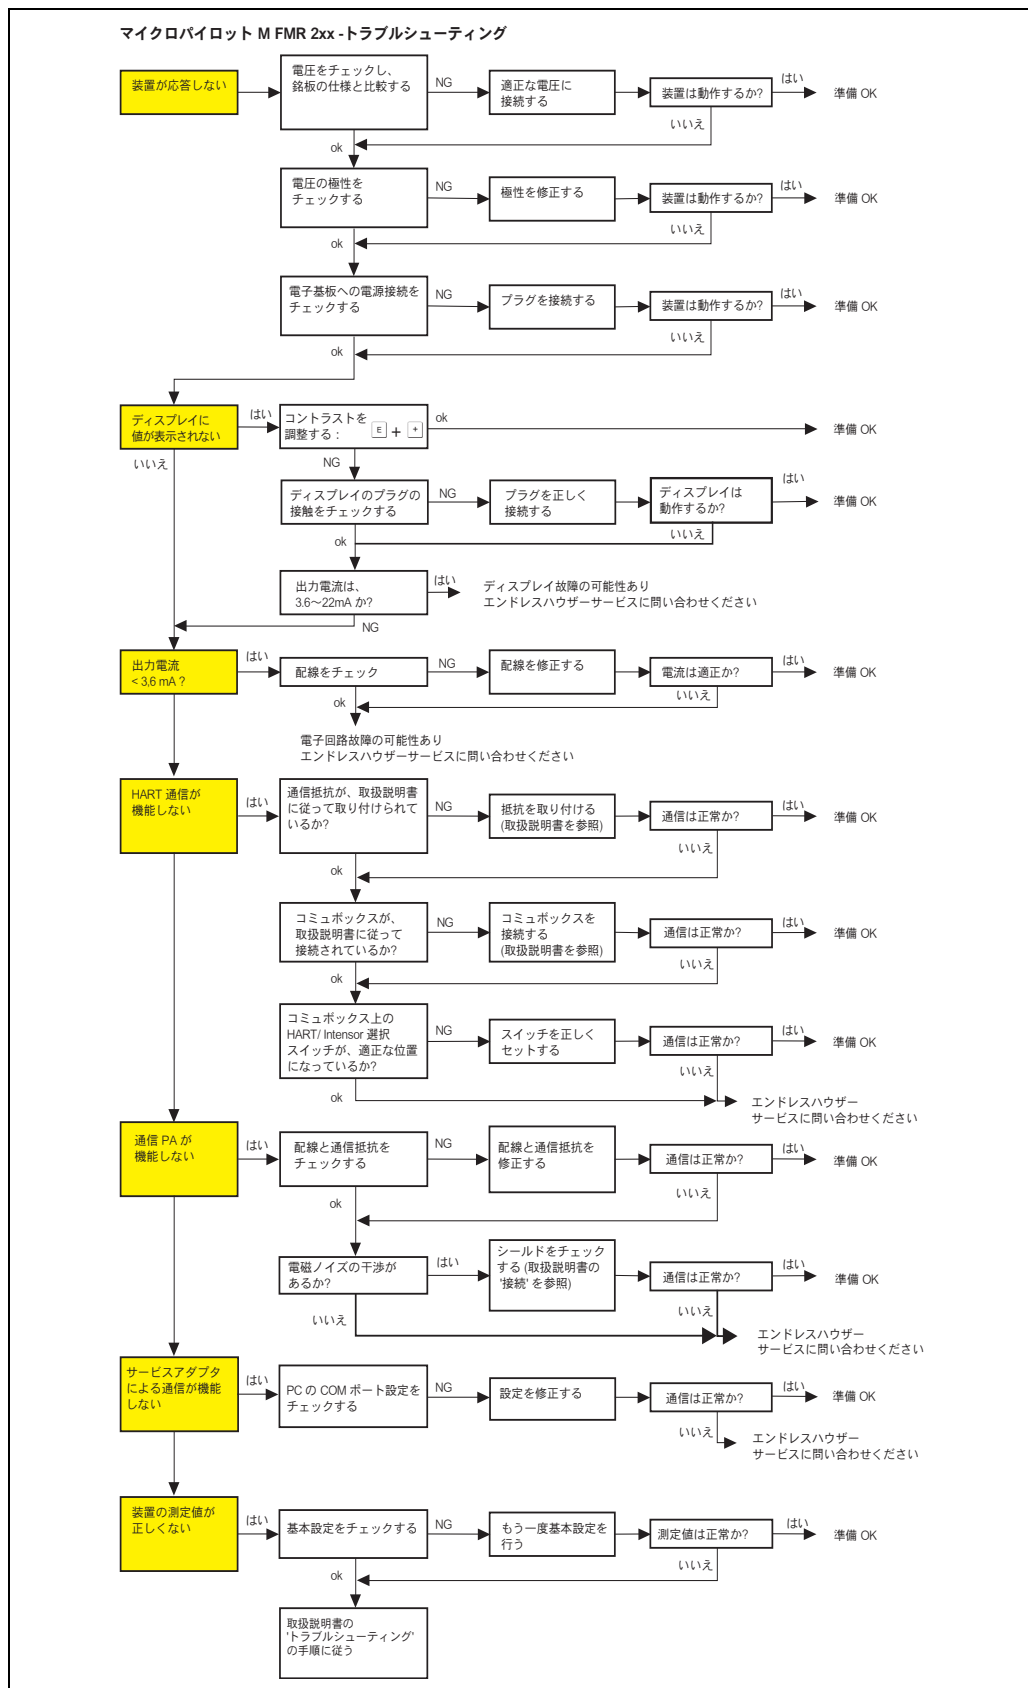 マイクロパイロット M FMR 2xx -トラブルシューティング
装置が応答しない
電圧をチェックし、
銘板の仕様と比較する
NG
適正な電圧に
接続する
装置は動作するか?
はい
準備 OK
いいえ
ok
電圧の極性を
チェックする
NG
極性を修正する
装置は動作するか?
はい
準備 OK
いいえ
ok
電子基板への電源接続を
チェックする
NG
プラグを接続する
装置は動作するか?
はい
準備 OK
いいえ
ok
ディスプレイに
値が表示されない
はい
コントラストを
調整する : E + +
ok
準備 OK
いいえ
NG
ディスプレイのプラグの
接触をチェックする
NG
プラグを正しく
接続する
ディスプレイは
動作するか?
はい
準備 OK
いいえ
ok
出力電流は、
3.6～22mA か?
はい
ディスプレイ故障の可能性あり
エンドレスハウザーサービスに問い合わせください
NG
出力電流
< 3,6 mA ?
はい
配線をチェック
NG
配線を修正する
電流は適正か?
はい
準備 OK
いいえ
ok
電子回路故障の可能性あり
エンドレスハウザーサービスに問い合わせください
HART 通信が
機能しない
はい
通信抵抗が、取扱説明書
に従って取り付けられて
いるか?
NG
抵抗を取り付ける
(取扱説明書を参照)
通信は正常か?
はい
準備 OK
いいえ
ok
コミュボックスが、
取扱説明書に従って
接続されているか?
NG
コミュボックスを
接続する
(取扱説明書を参照)
通信は正常か?
はい
準備 OK
いいえ
ok
コミュボックス上の
HART/ Intensor 選択
スイッチが、適正な位置
になっているか?
NG
スイッチを正しく
セットする
通信は正常か?
はい
準備 OK
いいえ
ok
エンドレスハウザー
サービスに問い合わせください
通信 PA が
機能しない
はい
配線と通信抵抗を
チェックする
NG
配線と通信抵抗を
修正する
通信は正常か?
はい
準備 OK
いいえ
ok
電磁ノイズの干渉が
あるか?
はい
シールドをチェック
する (取扱説明書の
'接続' を参照)
通信は正常か?
はい
準備 OK
いいえ
いいえ
エンドレスハウザー
サービスに問い合わせください
サービスアダプタ
による通信が機能
しない
はい
PC の COM ポート設定を
チェックする
NG
設定を修正する
通信は正常か?
はい
準備 OK
いいえ
エンドレスハウザー
サービスに問い合わせください
装置の測定値が
正しくない
はい
基本設定をチェックする
NG
もう一度基本設定を
行う
測定値は正常か?
はい
準備 OK
いいえ
ok
取扱説明書の
'トラブルシューティング'
の手順に従う